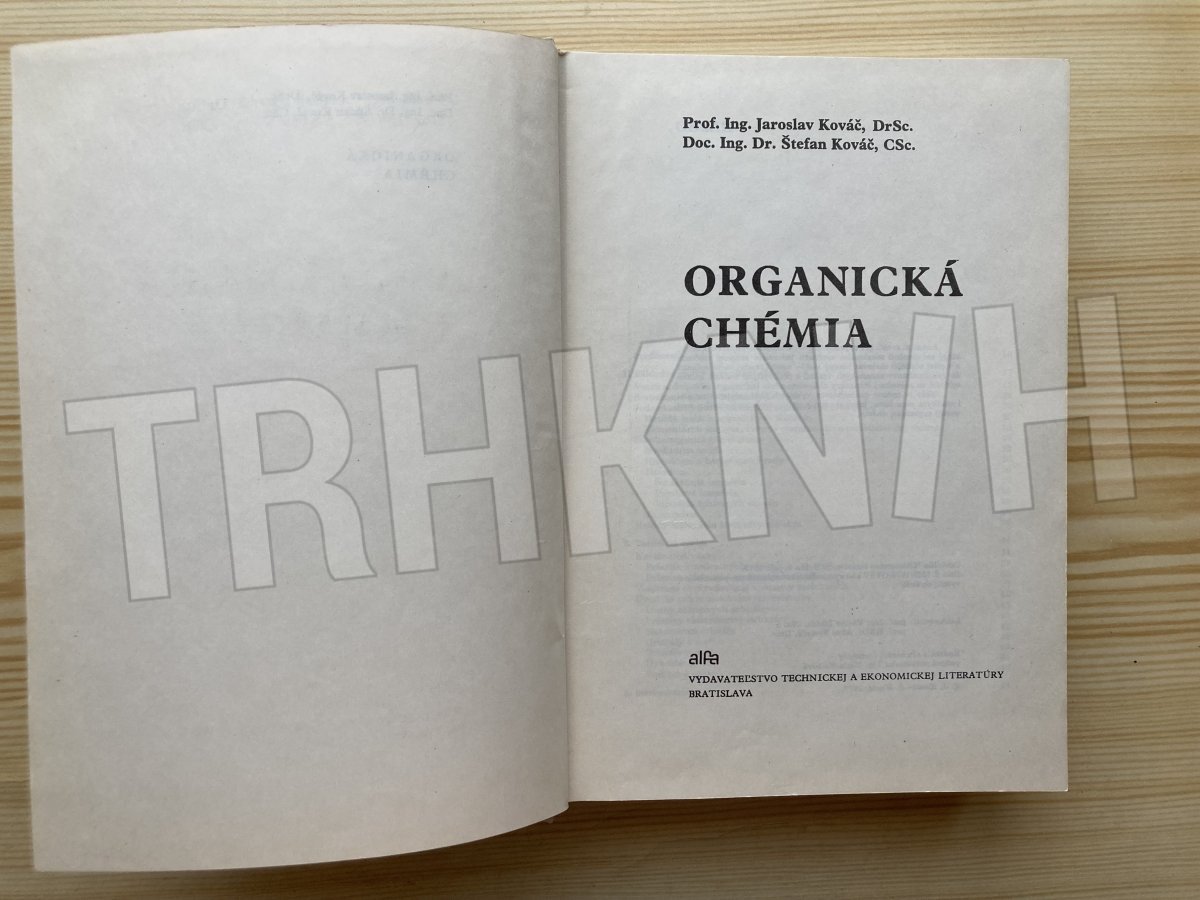 Prof. Ing. Jaroslav Kováč, DrSc.
Doc. Ing. Dr. Štefan Kováč, CSc.
ORGANICKÁ
CHÉMIA
TRHKNIH
alfa
VYDAVATEĽSTVO TECHNICKEJ A EKONOMICKEJ LITERATÚRY
BRATISLAVA